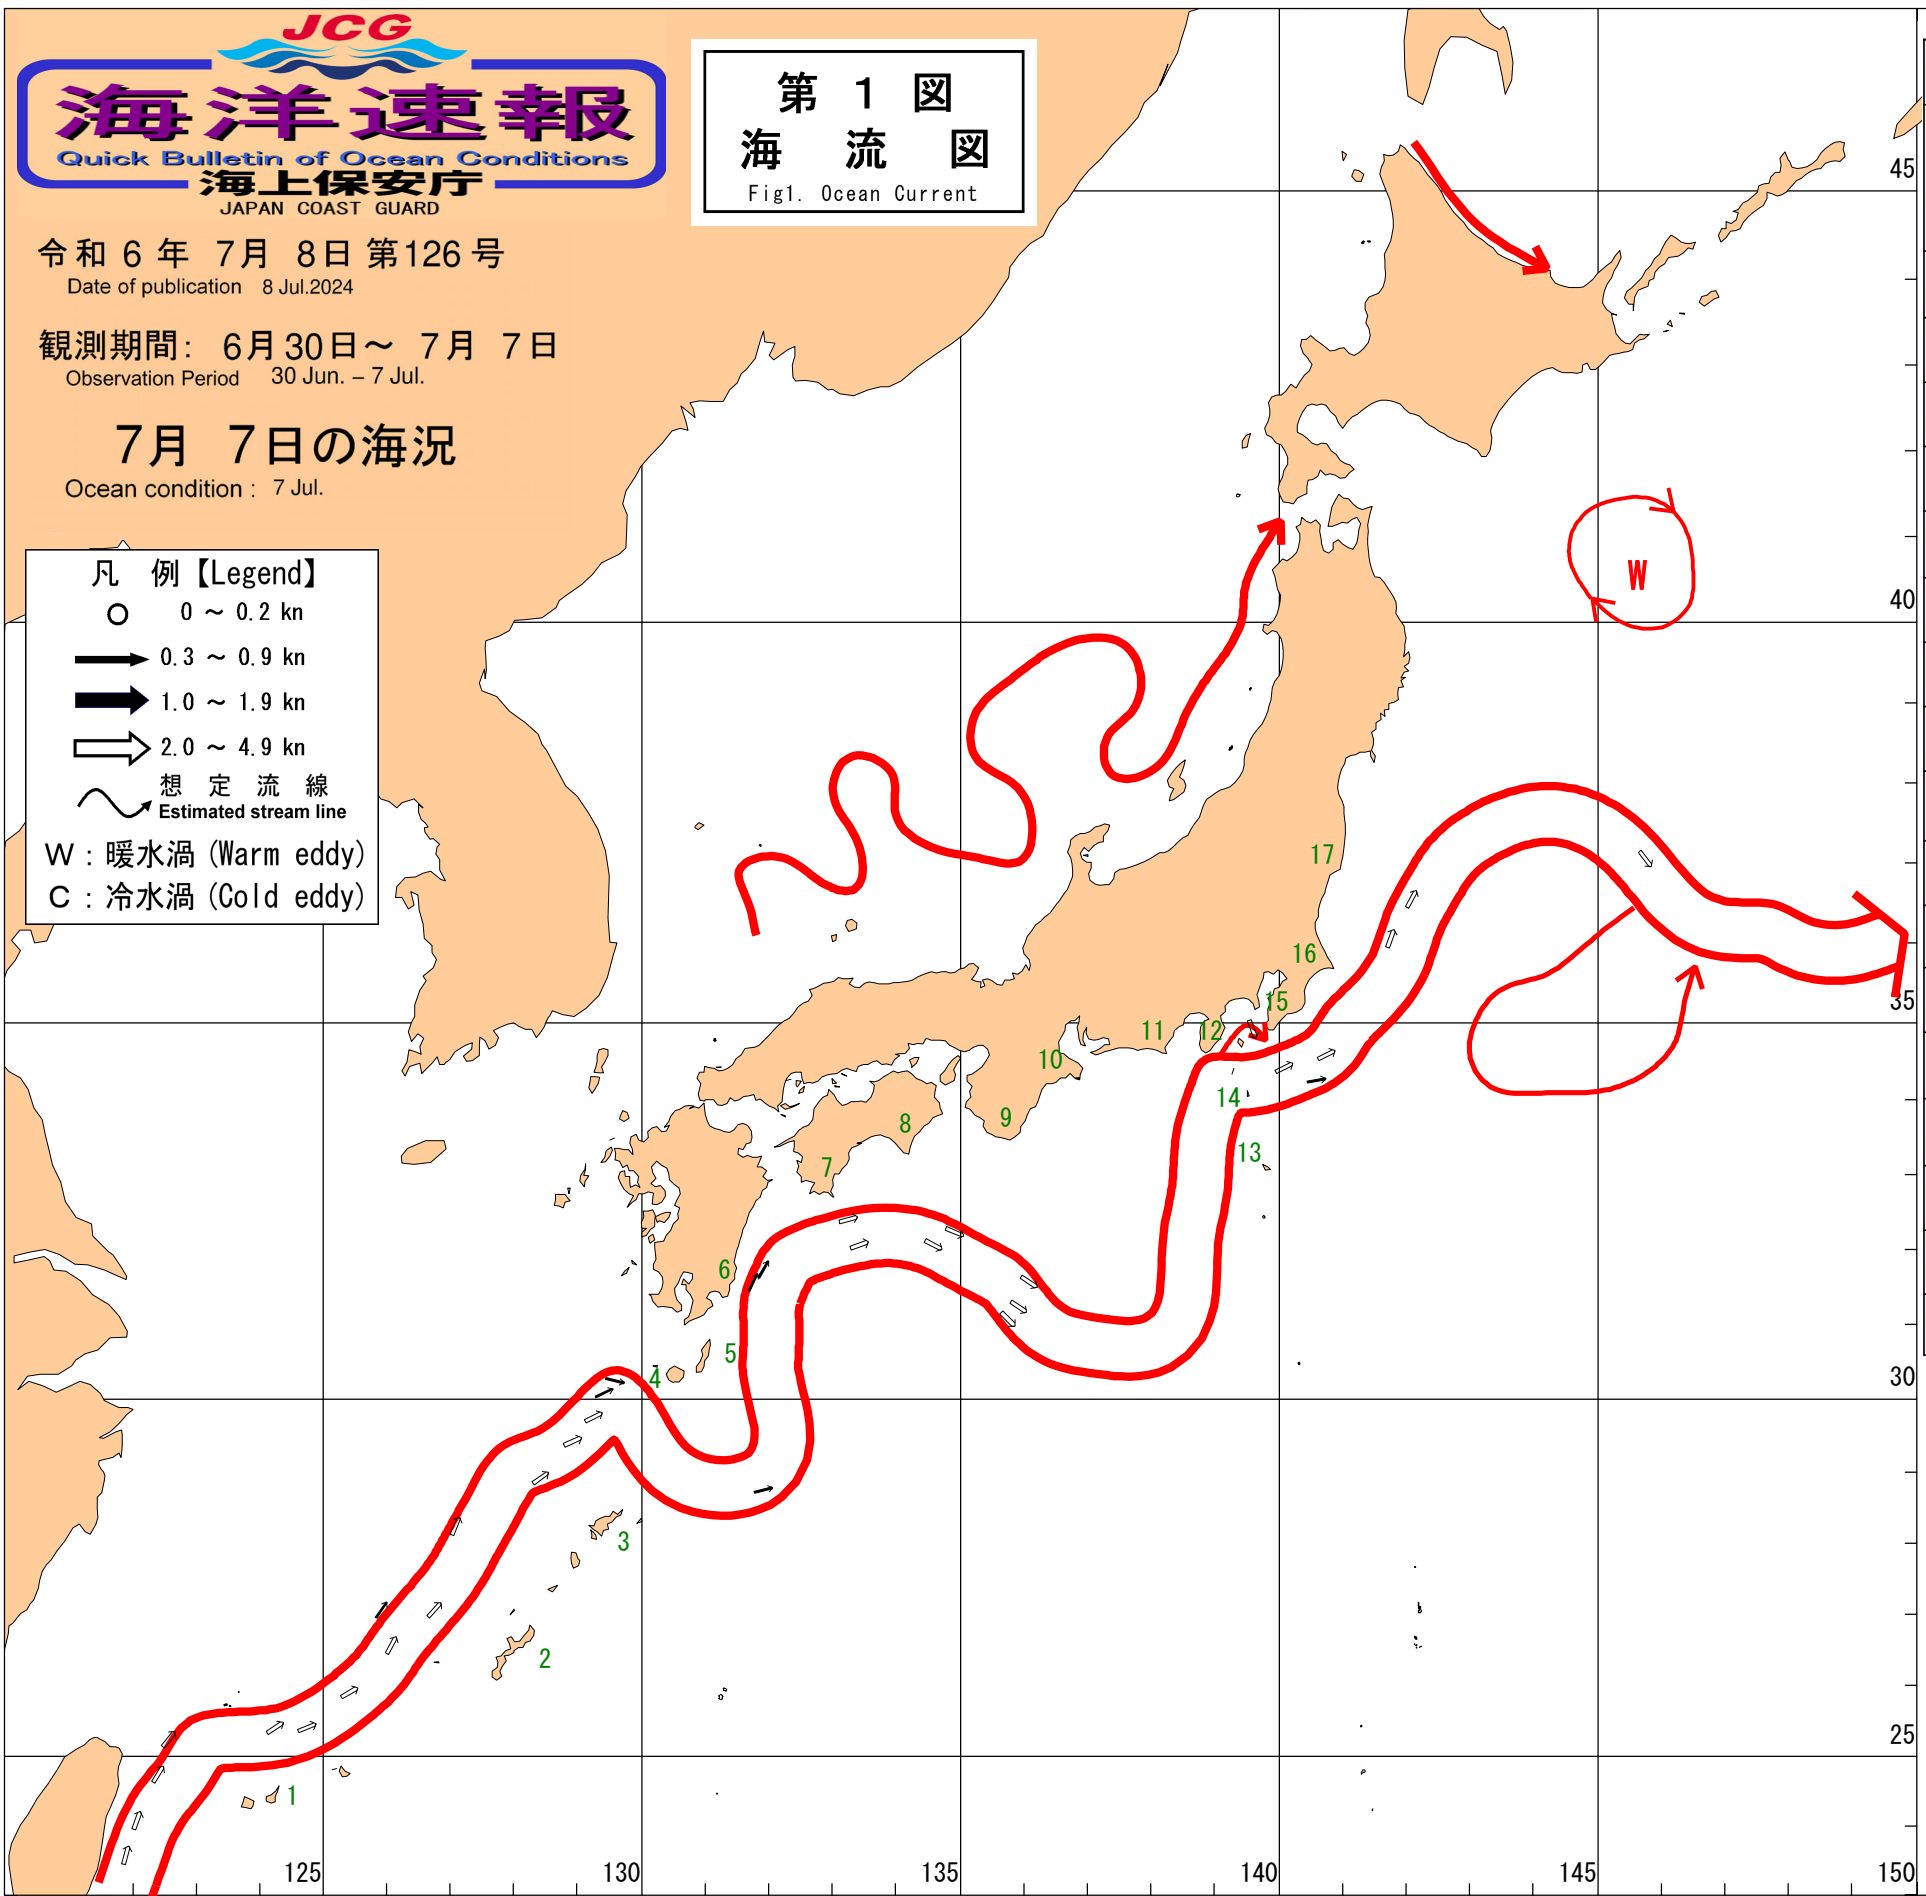 JCG
海洋速報
Quick Bulletin of Ocean Conditions
海上保安庁
JAPAN COAST GUARD
令和 6 年 7月 8日 第126号
Date of publication 8 Jul.2024
観測期間: 6月30日～ 7月 7日
Observation Period 30 Jun. – 7 Jul.
7月 7日の海況
Ocean condition : 7 Jul.
第 1 図
海 流 図
Fig1. Ocean Current
凡 例【Legend】
0 ～ 0.2 kn
0.3 ～ 0.9 kn
1.0 ～ 1.9 kn
2.0 ～ 4.9 kn
想 定 流 線
Estimated stream line
W : 暖水渦 (Warm eddy)
C : 冷水渦 (Cold eddy)
45
W
40
17
16
35
15
12
11
10
14
9
8
13
7
6
5
4
30
3
2
25
1
125
130
135
140
145
150